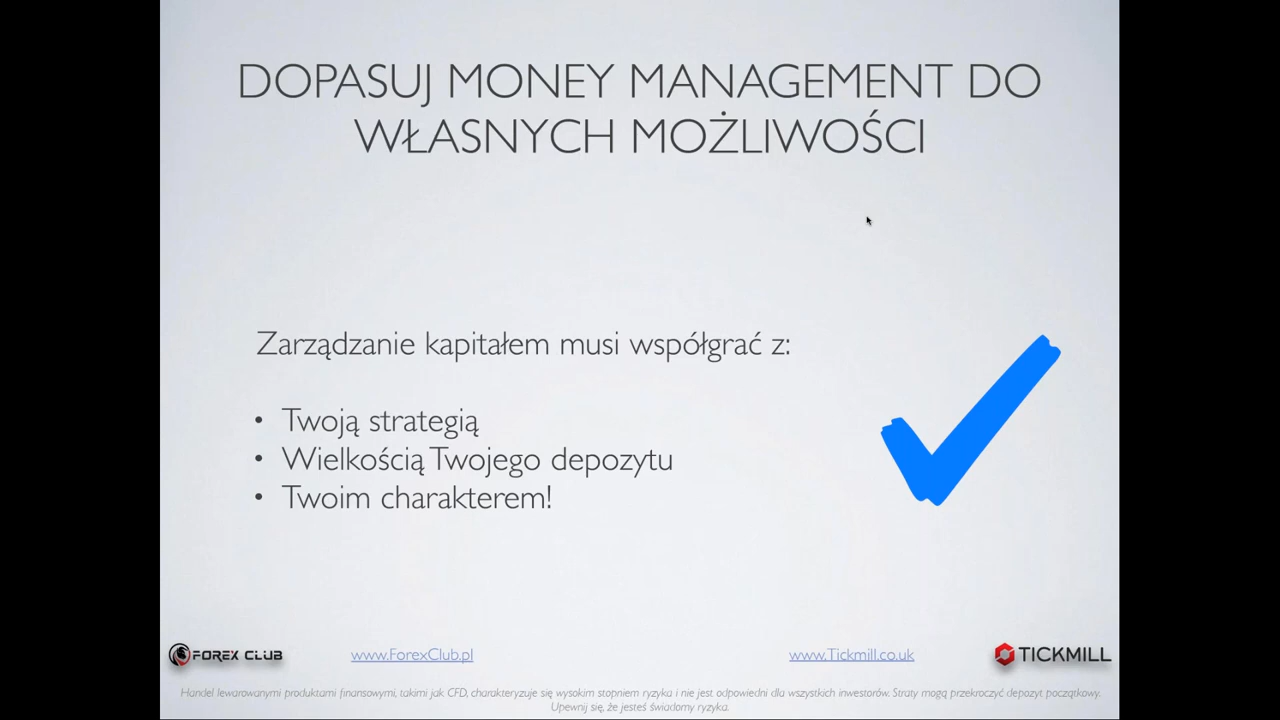 DOPASUJ MONEY MANAGEMENT DO
WŁASNYCH MOŻLIWOŚCI
Zarządzanie kapitałem musi współgrać z:
• Twoją strategią
• Wielkością Twojego depozytu
• Twoim charakterem!
FOREX CLUB
www.ForexClub.pl
www.Tickmill.co.uk
TICKMILL
Handel lewarowanymi produktami finansowymi, takimi jak CFD, charakteryzuje się wysokim stopniem ryzyka i nie jest odpowiedni dla wszystkich inwestorów. Straty mogą przekroczyć depozyt początkowy.
Upewnij się, że jesteś świadomy ryzyka.